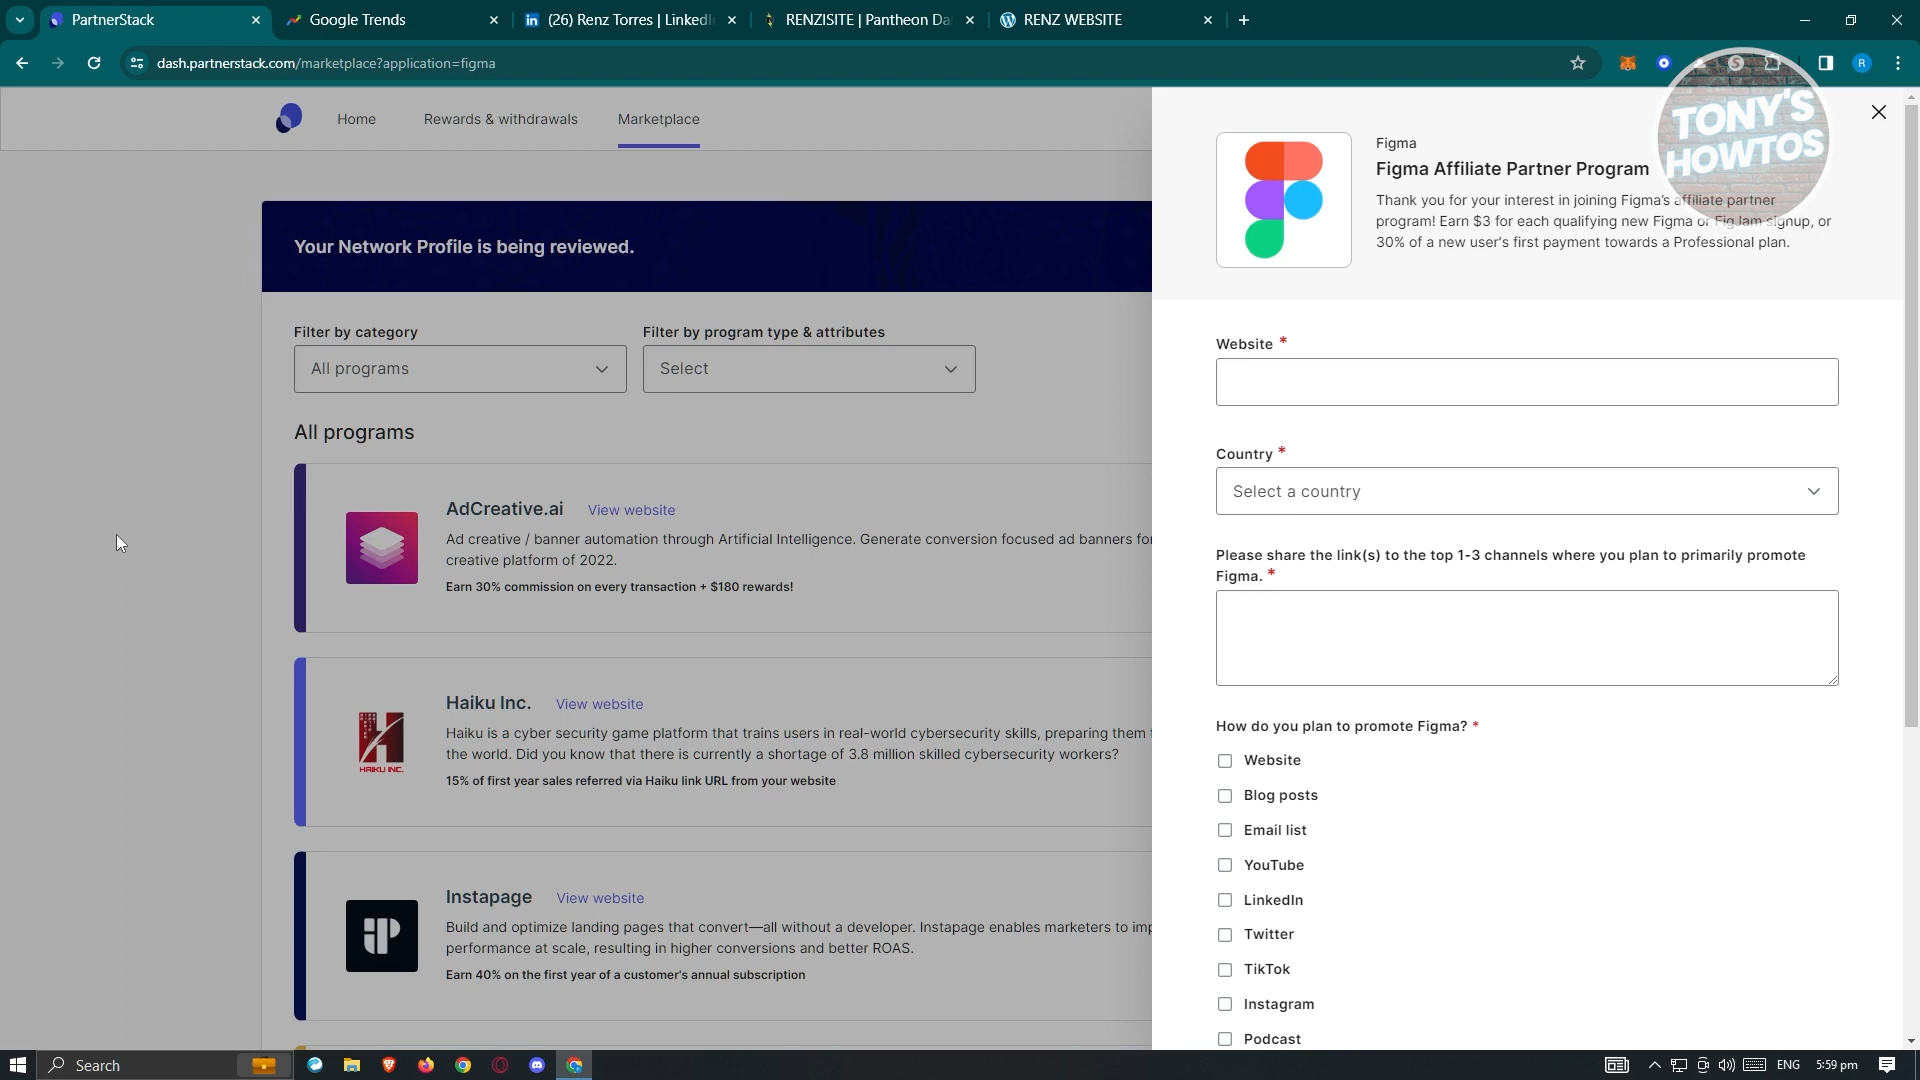 PartnerStack
Google Trends
(26) Renz Torres | LinkedIn
RENZISITE | Pantheon Da
RENZ WEBSITE
dash.partnerstack.com/marketplace?application=figma
R
Home
Rewards & withdrawals
Marketplace
TONY'S
HOWTOS
Your Network Profile is being reviewed.
Filter by category
Filter by program type & attributes
All programs
Select
All programs
AdCreative.ai
View website
Ad creative / banner automation through Artificial Intelligence. Generate conversion focused ad banners fo
creative platform of 2022.
Earn 30% commission on every transaction + $180 rewards!
Haiku Inc.
View website
HAIKU INC.
Haiku is a cyber security game platform that trains users in real-world cybersecurity skills, preparing them
the world. Did you know that there is currently a shortage of 3.8 million skilled cybersecurity workers?
15% of first year sales referred via Haiku link URL from your website
Instapage
View website
Build and optimize landing pages that convert—all without a developer. Instapage enables marketers to im
performance at scale, resulting in higher conversions and better ROAS.
Earn 40% on the first year of a customer's annual subscription
Figma
Figma Affiliate Partner Program
Thank you for your interest in joining Figma's affiliate partner
program! Earn $3 for each qualifying new Figma or FigJam signup, or
30% of a new user's first payment towards a Professional plan.
Website *
Country *
Select a country
Please share the link(s) to the top 1-3 channels where you plan to primarily promote
Figma. *
How do you plan to promote Figma? *
Website
Blog posts
Email list
YouTube
LinkedIn
Twitter
TikTok
Instagram
Podcast
Search
ENG
5:59 pm